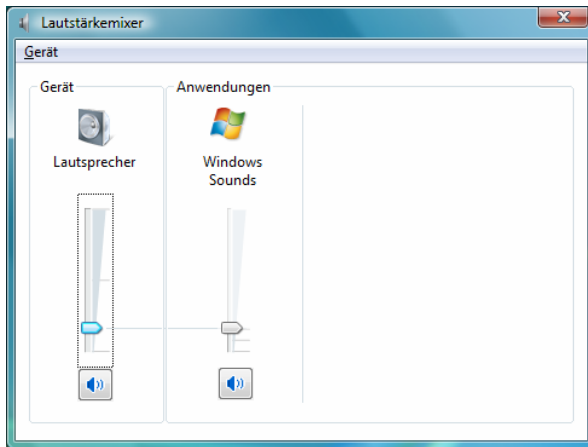 Lautstärkemixer
Gerät
Gerät
Anwendungen
Lautsprecher
Windows
Sounds